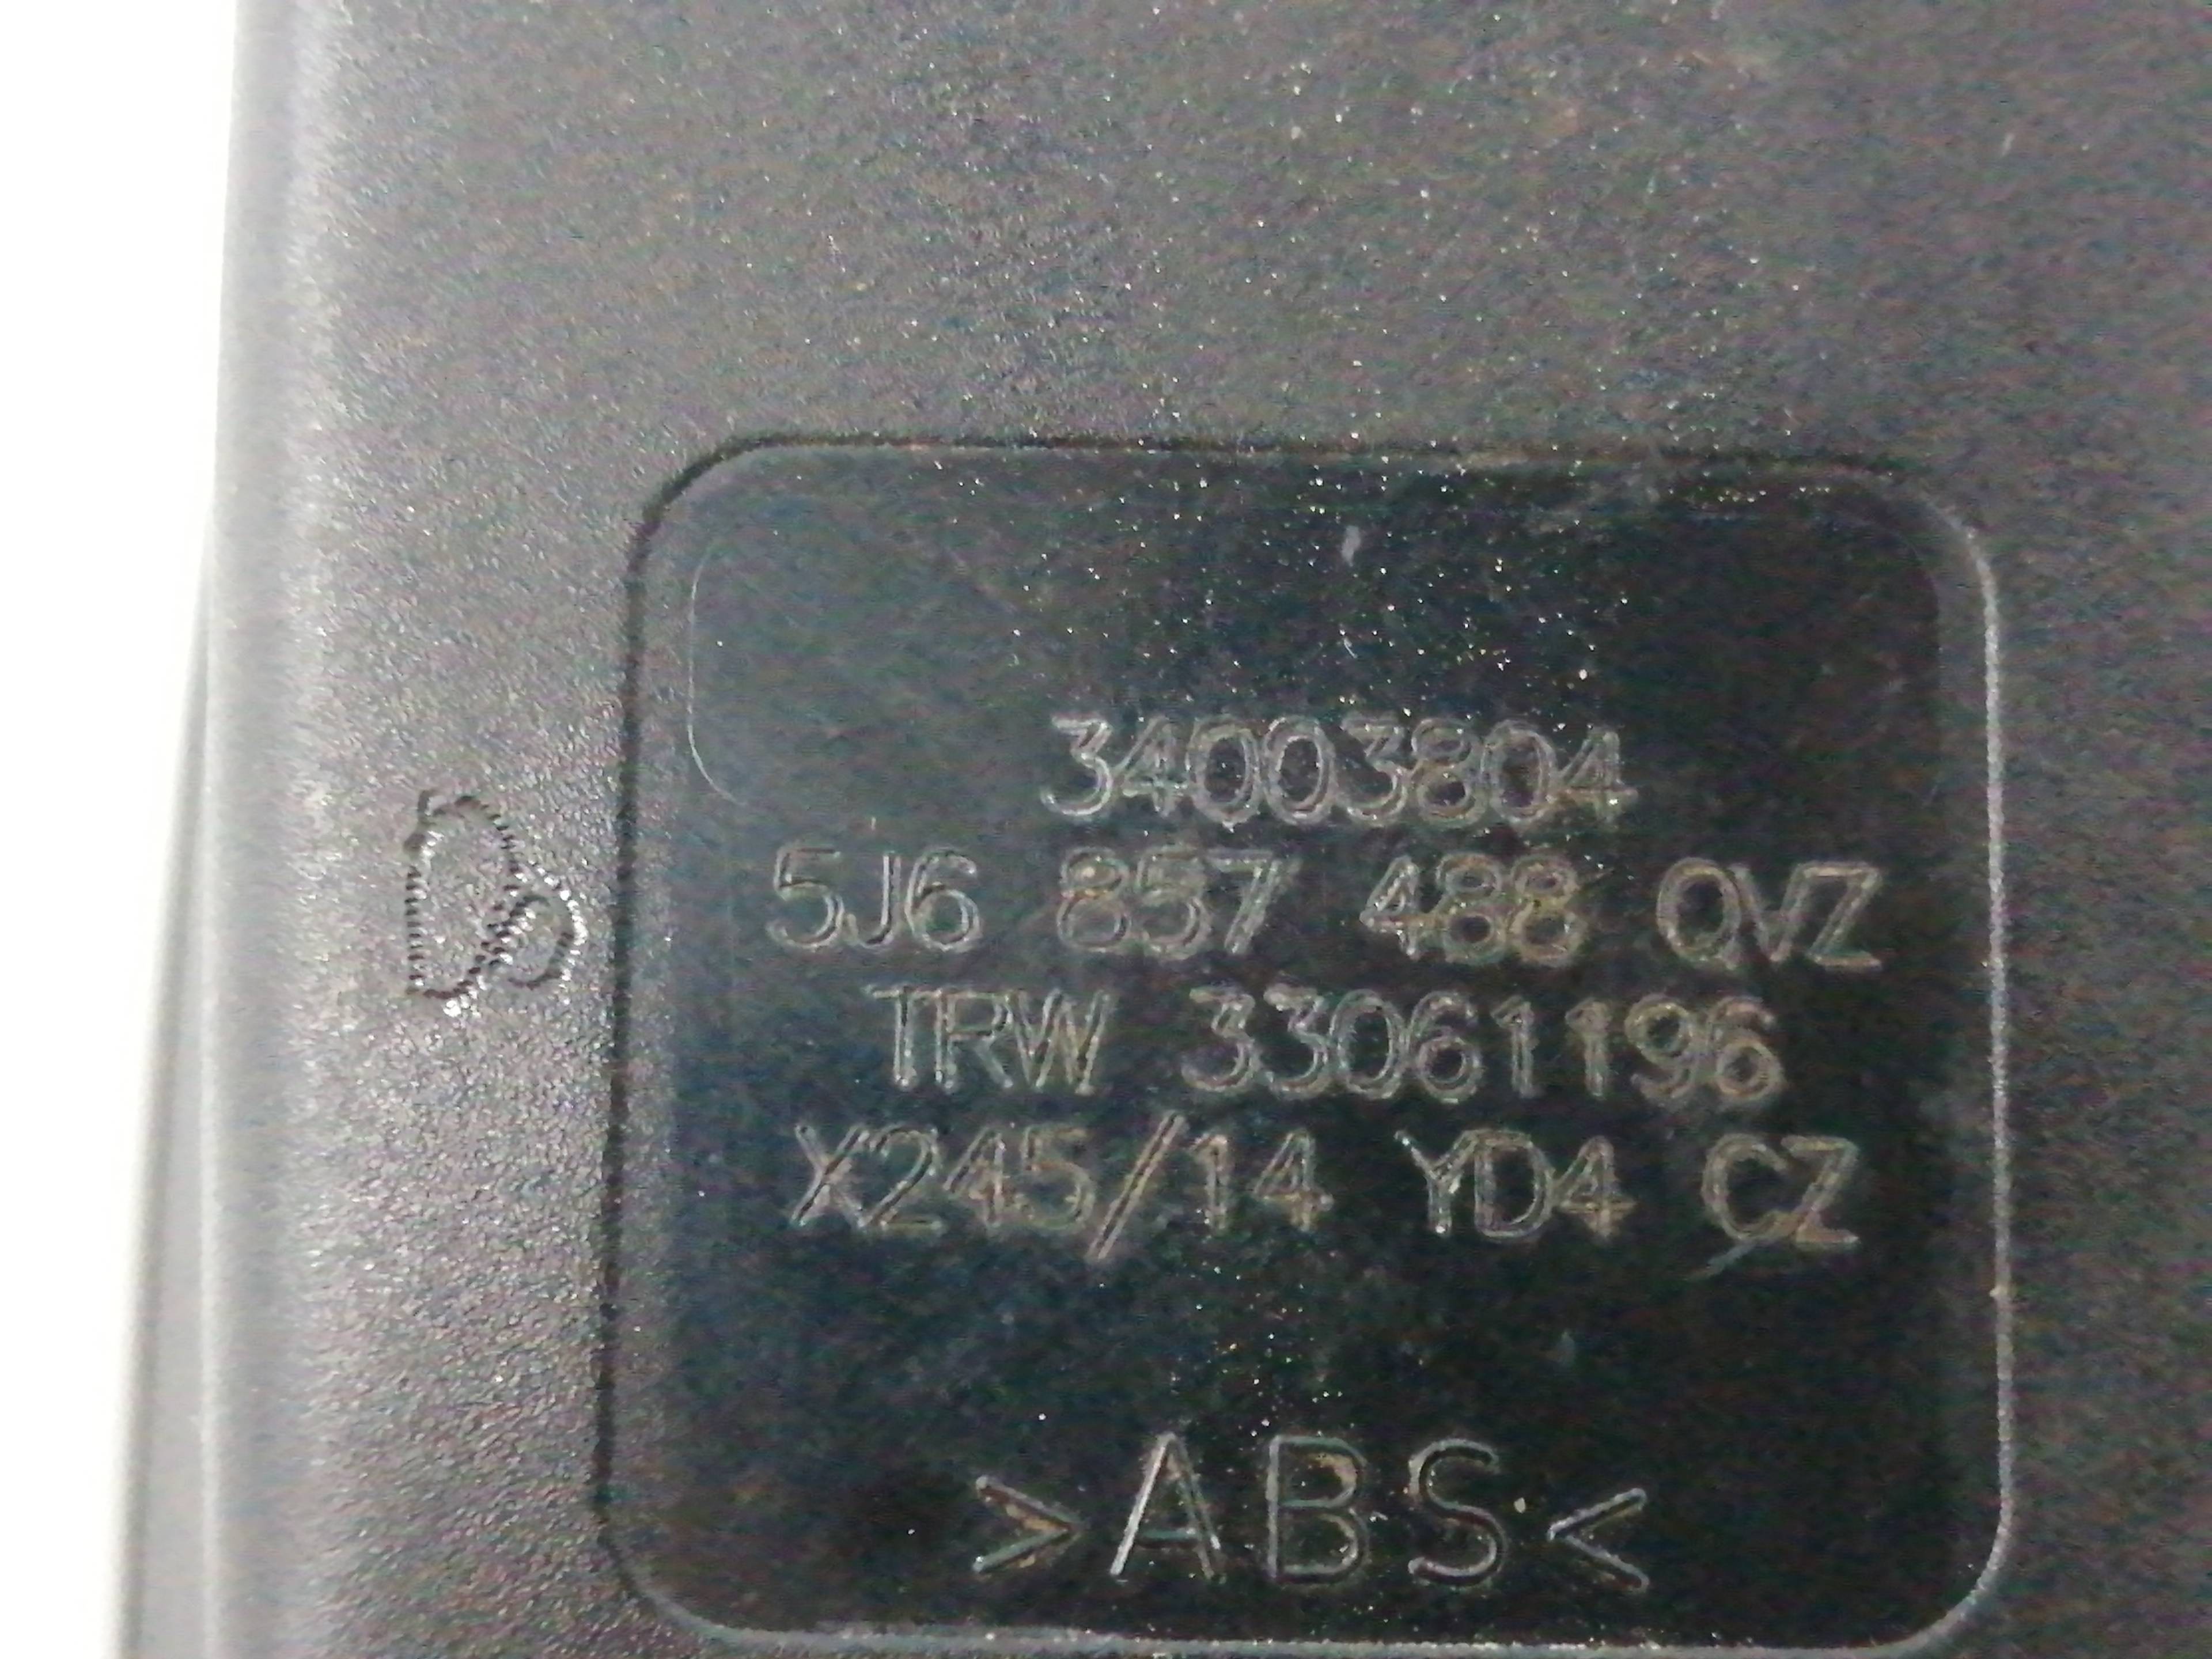 34003804
5J6 857 488 QVZ
TRW 33061196
X245/14 YD4 CZ
>ABS<